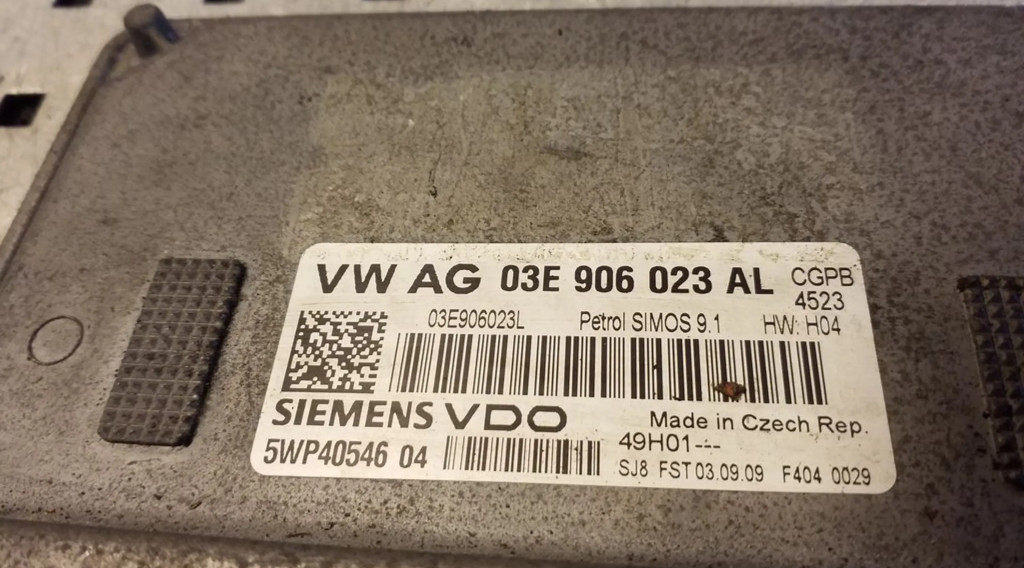 VW AG 03E 906 023 AL CGPB
4523
03E906023L Petrol SIMOS 9.1 HW: H04
SIEMENS VDO Made in Czech Rep.
5WP40546 04 49H01---
SJ8 FST 03.09.09 F404 0029